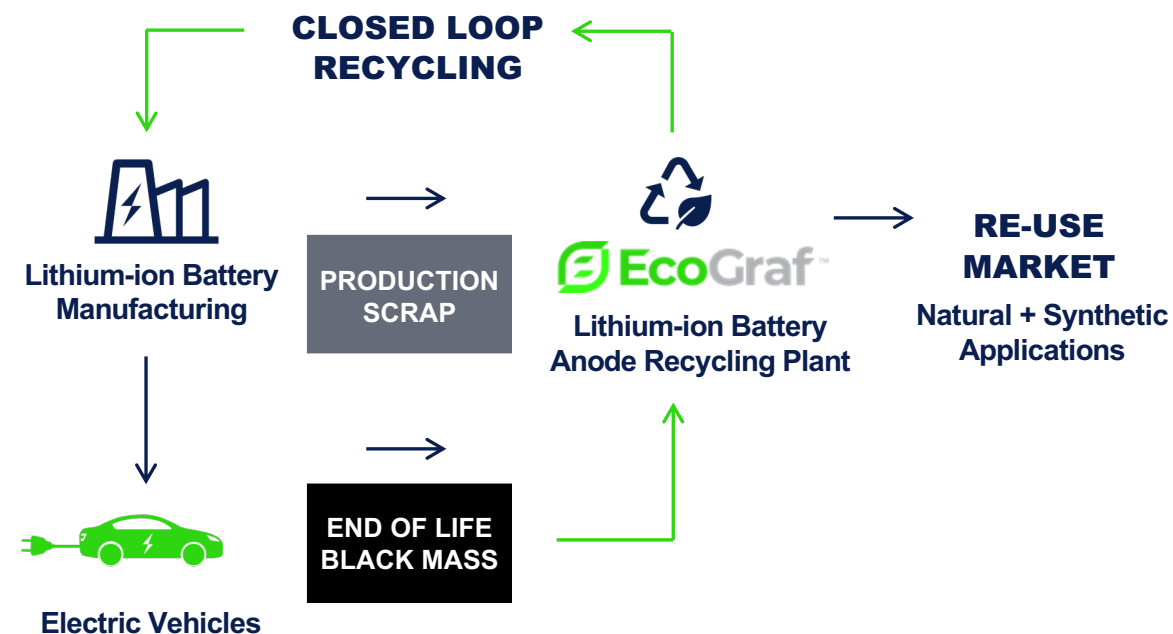 CLOSED LOOP
RECYCLING
Lithium-ion Battery
Manufacturing
PRODUCTION
SCRAP
EcoGraf™
Lithium-ion Battery
Anode Recycling Plant
RE-USE
MARKET
Natural + Synthetic
Applications
END OF LIFE
BLACK MASS
Electric Vehicles